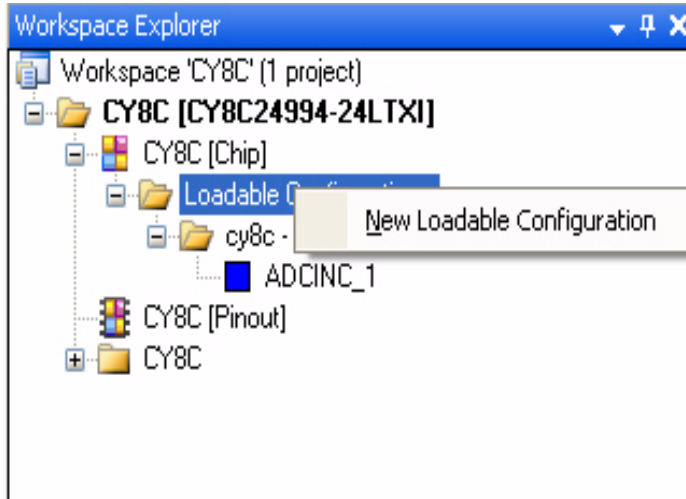 Workspace Explorer
Workspace 'CY8C' (1 project)
CY8C [CY8C24994-24LTXI]
CY8C [Chip]
Loadable
New Loadable Configuration
cy8c -
ADCINC_1
CY8C [Pinout]
CY8C